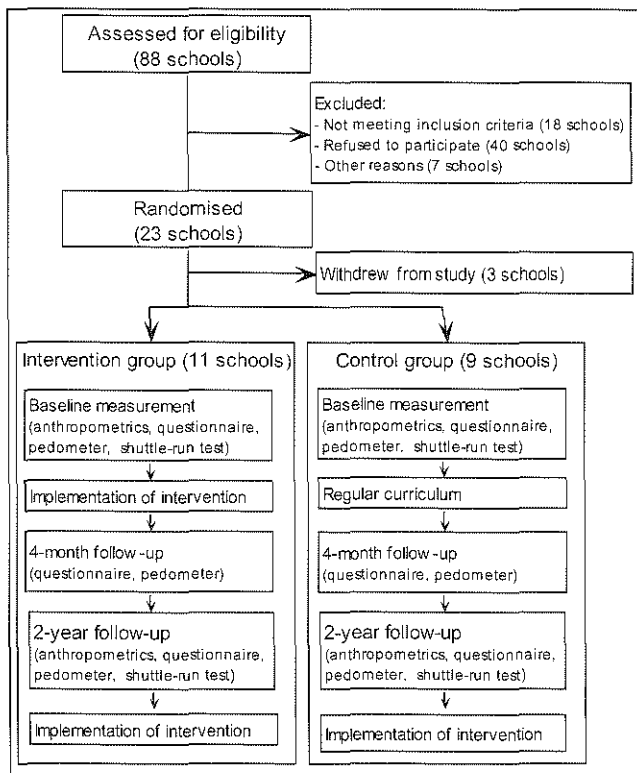 Assessed for eligibility
(88 schools)
Excluded:
- Not meeting inclusion criteria (18 schools)
- Refused to participate (40 schools)
- Other reasons (7 schools)
Randomised
(23 schools)
Withdrew from study (3 schools)
Intervention group (11 schools)
Baseline measurement
(anthropometrics, questionnaire,
pedometer, shuttle-run test)
Implementation of intervention
4-month follow-up
(questionnaire, pedometer)
2-year follow-up
(anthropometrics, questionnaire,
pedometer, shuttle-run test)
Implementation of intervention
Control group (9 schools)
Baseline measurement
(anthropometrics, questionnaire,
pedometer, shuttle-run test)
Regular curriculum
4-month follow-up
(questionnaire, pedometer)
2-year follow-up
(anthropometrics, questionnaire,
pedometer, shuttle-run test)
Implementation of intervention